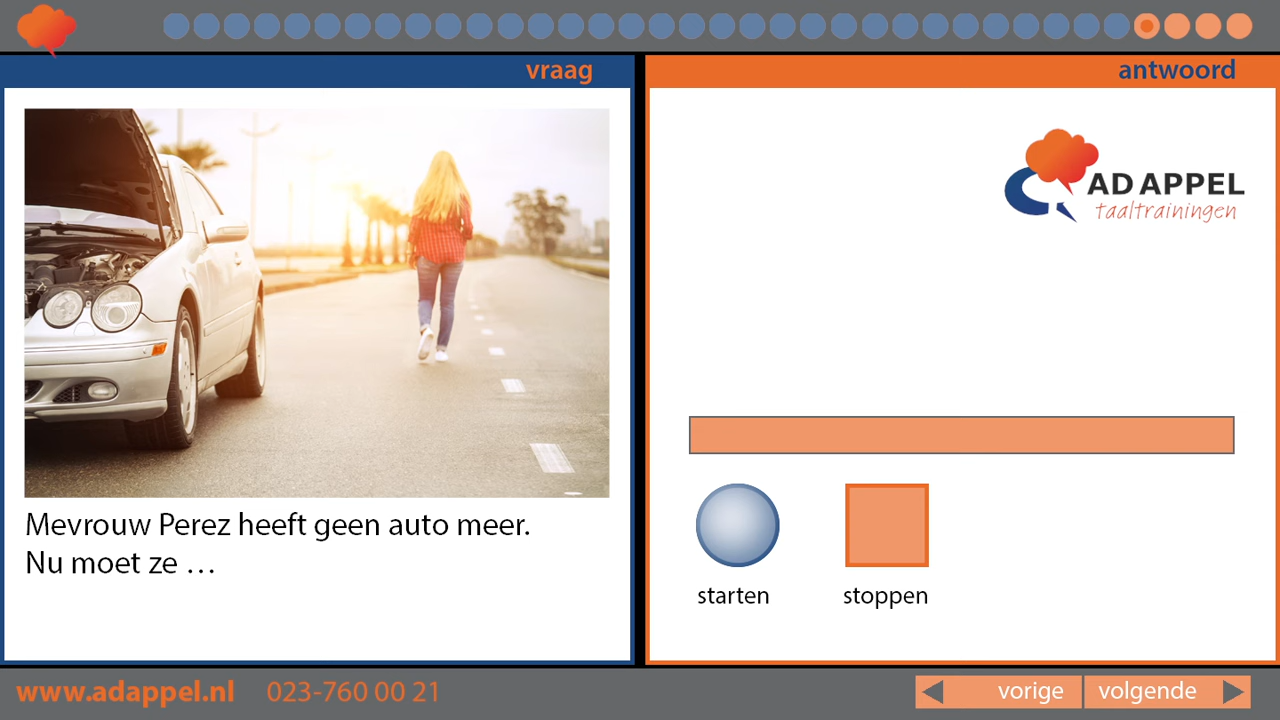 vraag
antwoord
AD APPEL
taaltrainingen
Mevrouw Perez heeft geen auto meer.
Nu moet ze …
starten
stoppen
www.adappel.nl
023-760 00 21
vorige
volgende